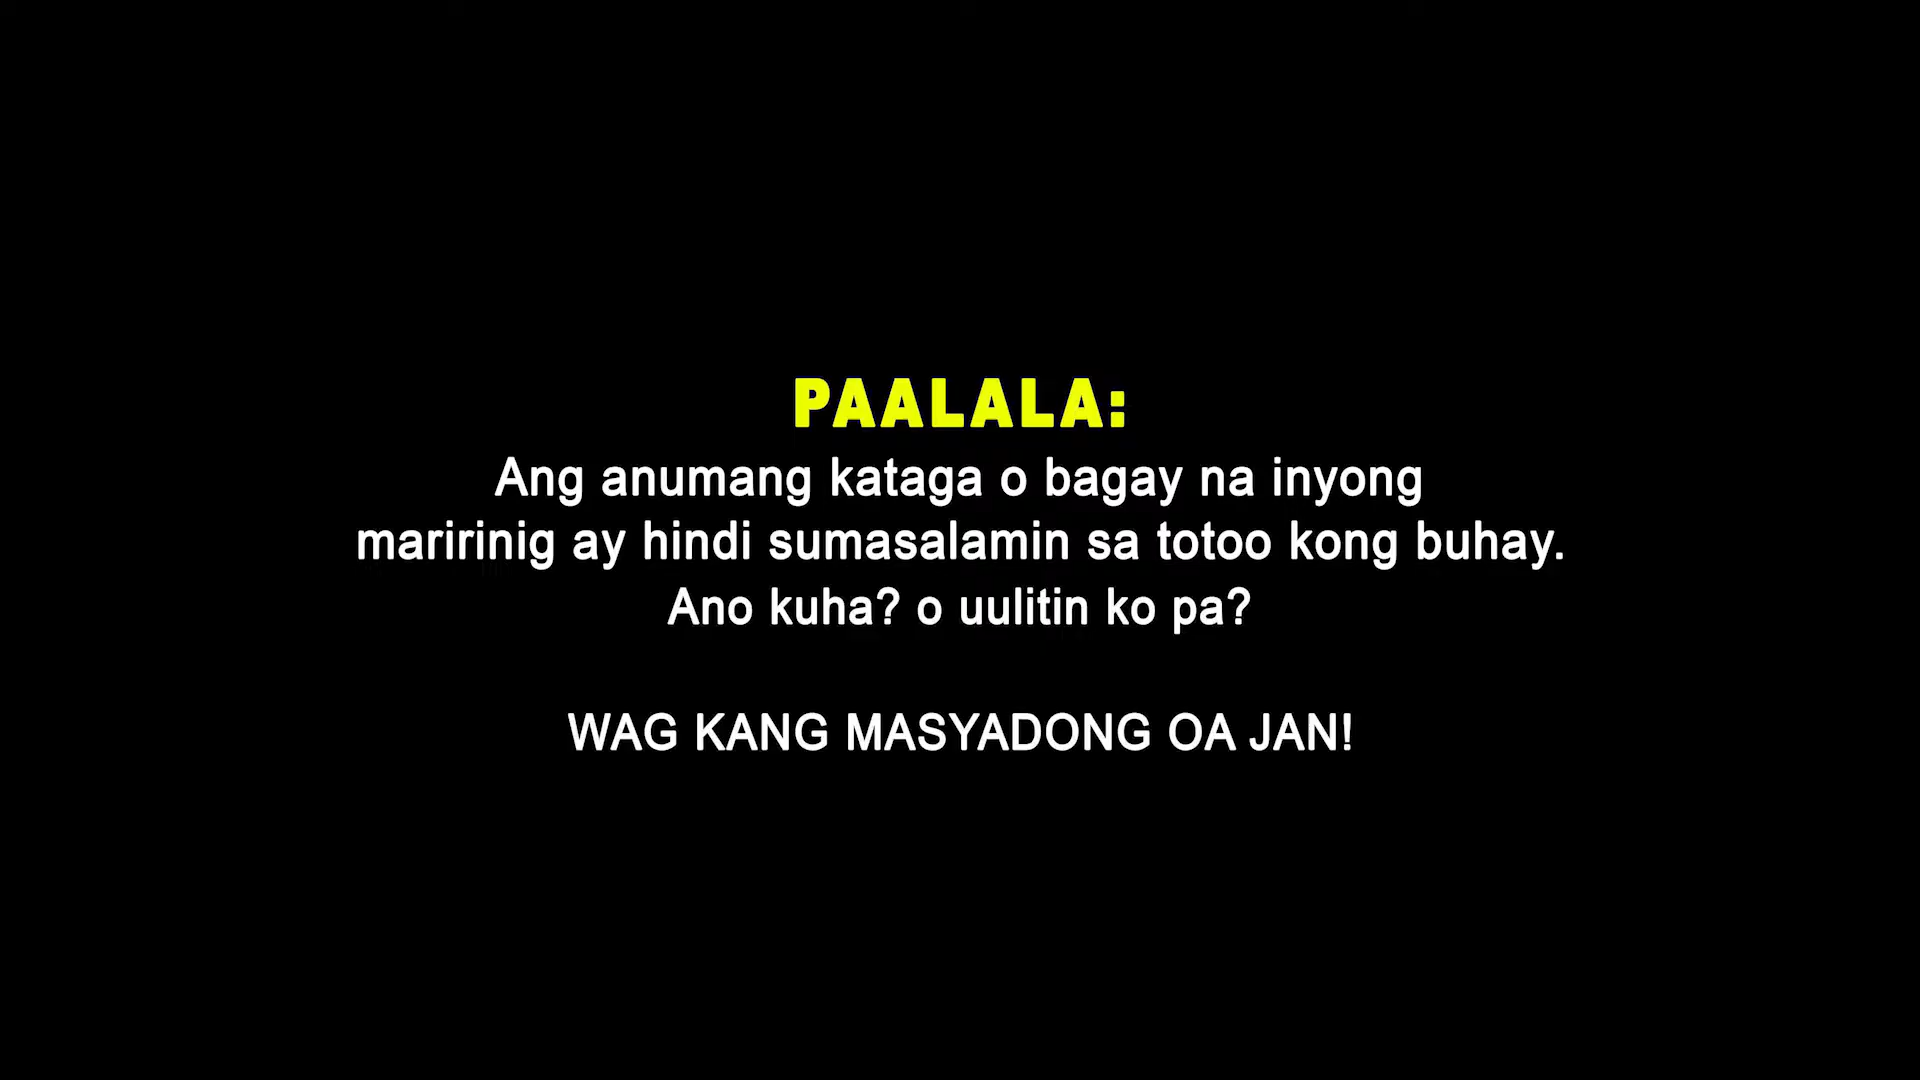 PAALALA:
Ang anumang kataga o bagay na inyong
maririnig ay hindi sumasalamin sa totoo kong buhay.
Ano kuha? o uulitin ko pa?
WAG KANG MASYADONG OA JAN!